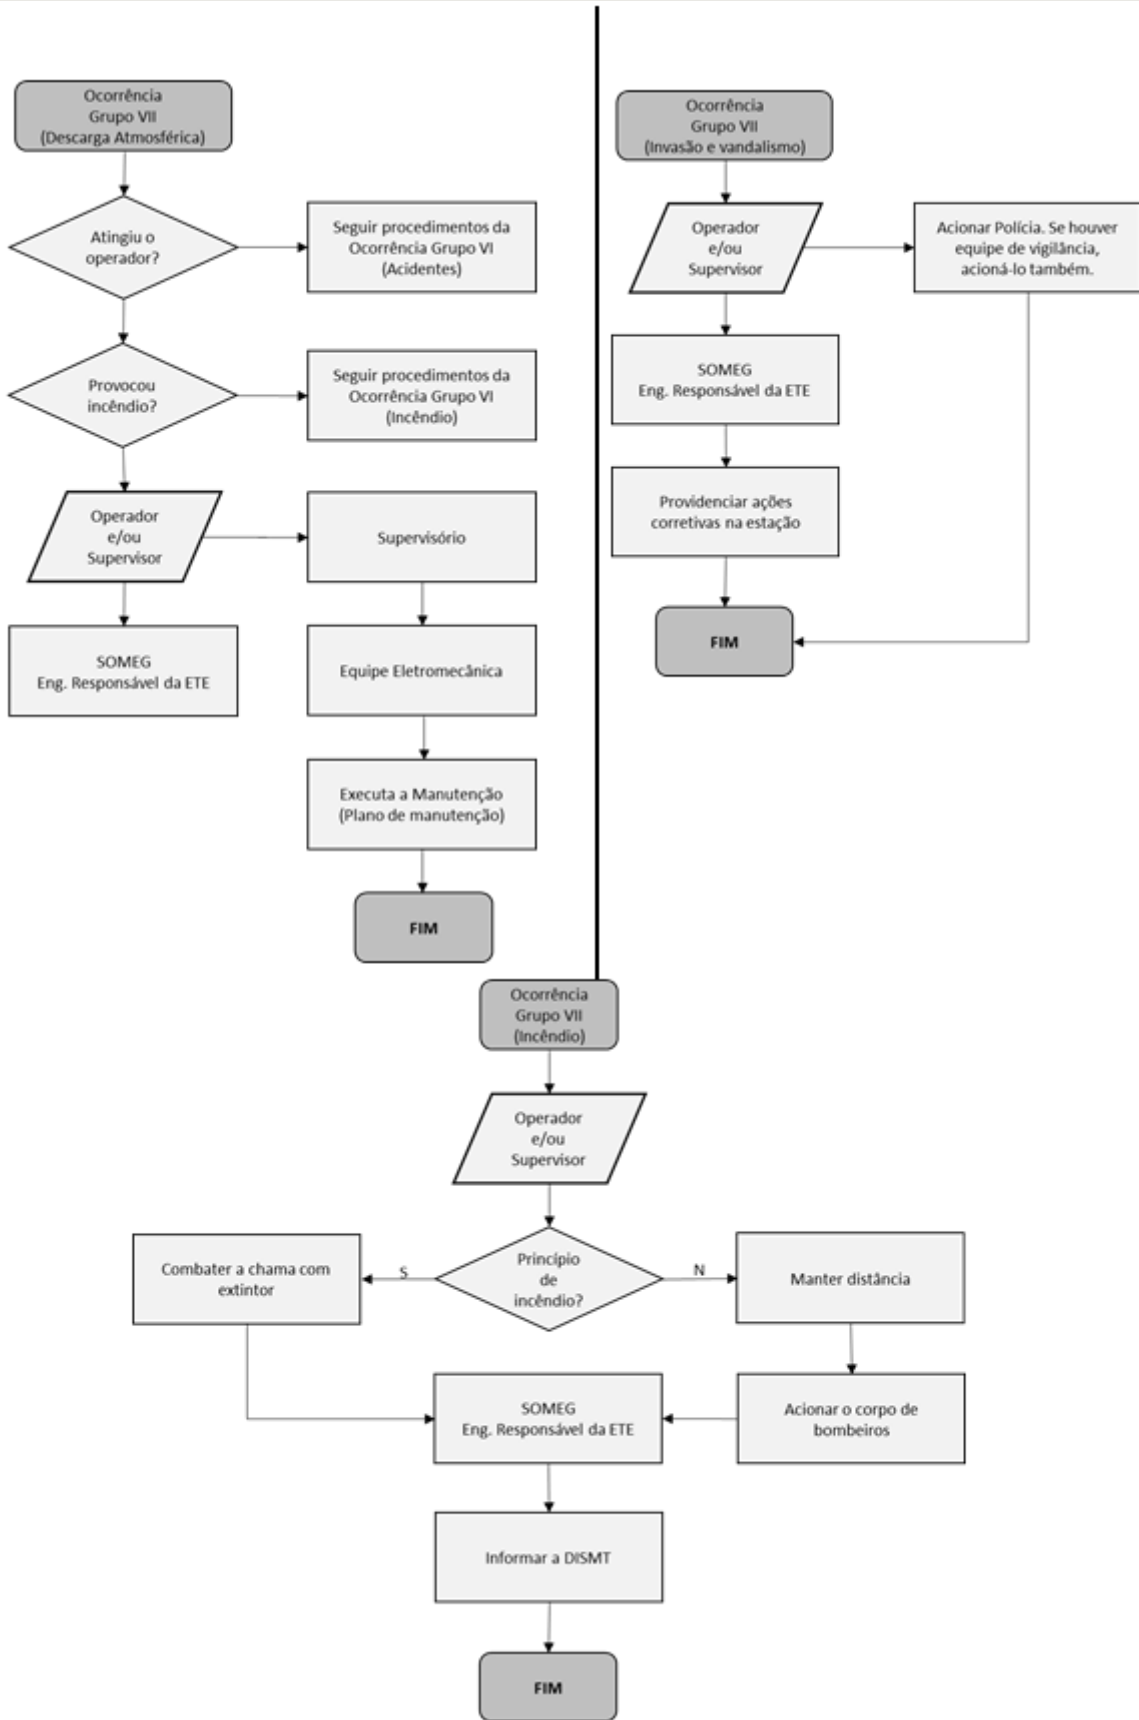 Ocorrência
Grupo VII
(Descarga Atmosférica)
Atingiu o
operador?
Seguir procedimentos da
Ocorrência Grupo VI
(Acidentes)
Provocou
incêndio?
Seguir procedimentos da
Ocorrência Grupo VI
(Incêndio)
Operador
e/ou
Supervisor
Supervisório
SOMEG
Eng. Responsável da ETE
Equipe Eletromecânica
Executa a Manutenção
(Plano de manutenção)
FIM
Ocorrência
Grupo VII
(Invasão e vandalismo)
Operador
e/ou
Supervisor
Acionar Polícia. Se houver
equipe de vigilância,
acioná-lo também.
SOMEG
Eng. Responsável da ETE
Providenciar ações
corretivas na estação
FIM
Ocorrência
Grupo VII
(Incêndio)
Operador
e/ou
Supervisor
Princípio
de
incêndio?
S
N
Combater a chama com
extintor
Manter distância
SOMEG
Eng. Responsável da ETE
Acionar o corpo de
bombeiros
Informar a DISMT
FIM